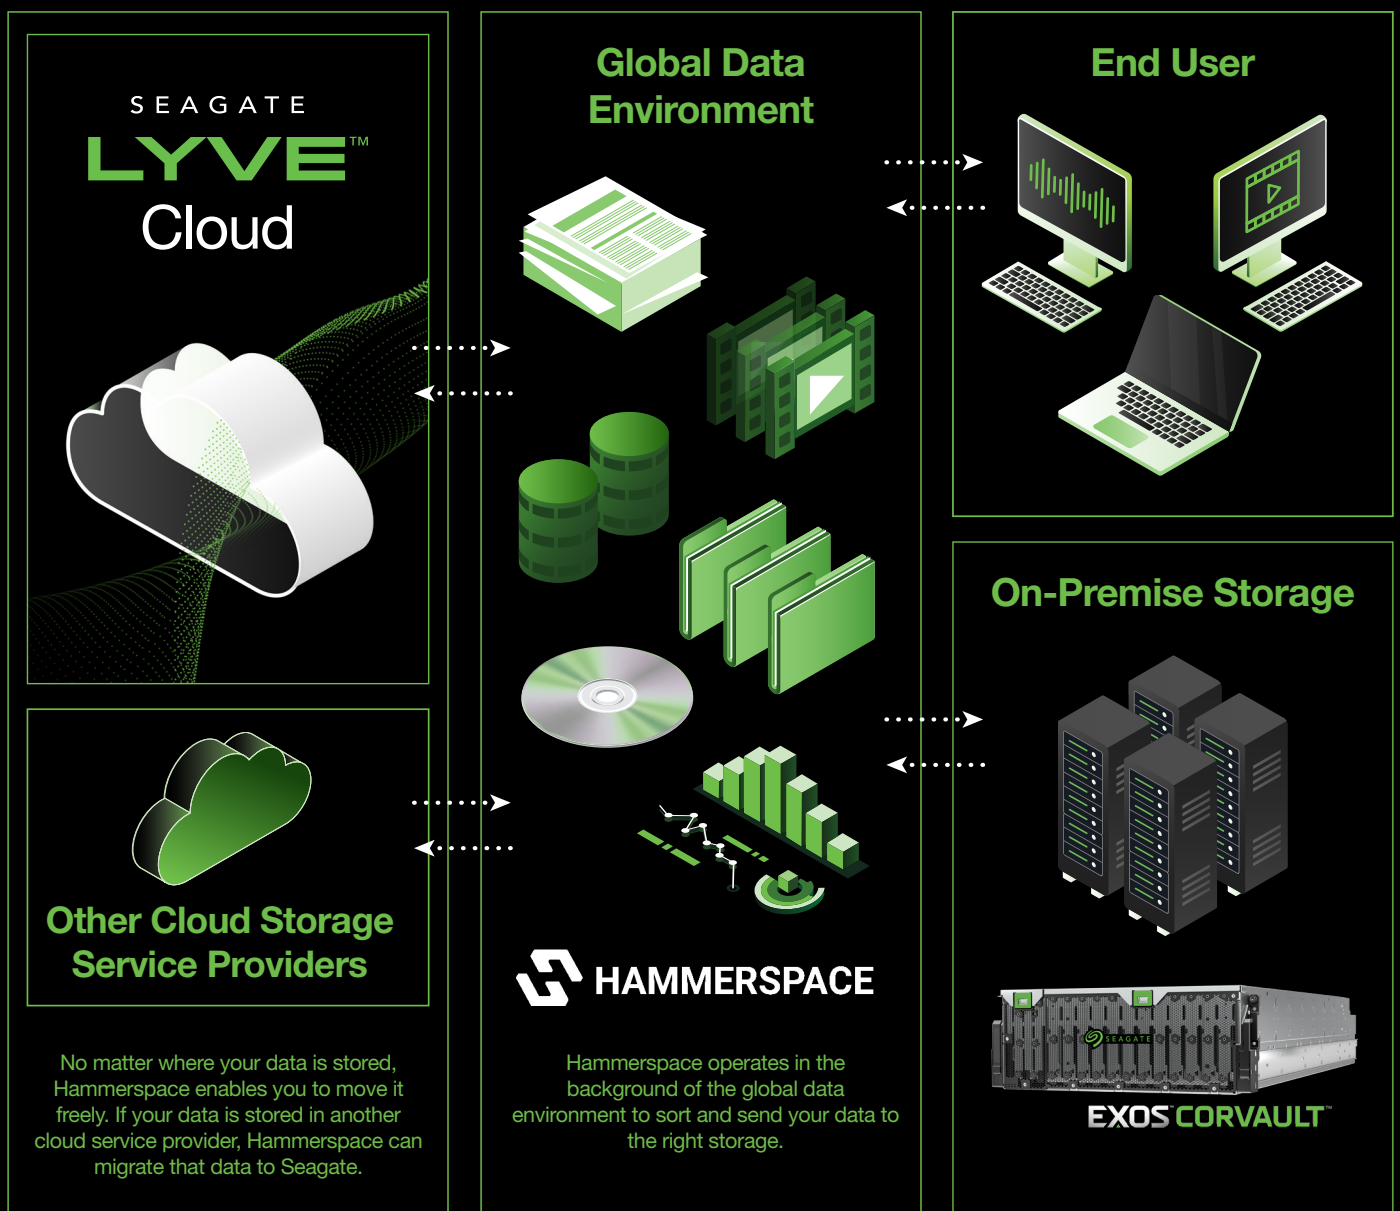 SEAGATE
LYVE™
Cloud
Other Cloud Storage
Service Providers
No matter where your data is stored,
Hammerspace enables you to move it
freely. If your data is stored in another
cloud service provider, Hammerspace can
migrate that data to Seagate.
Global Data
Environment
HAMMERSPACE
Hammerspace operates in the
background of the global data
environment to sort and send your data to
the right storage.
End User
On-Premise Storage
SEAGATE
EXOS™ CORVAULT™